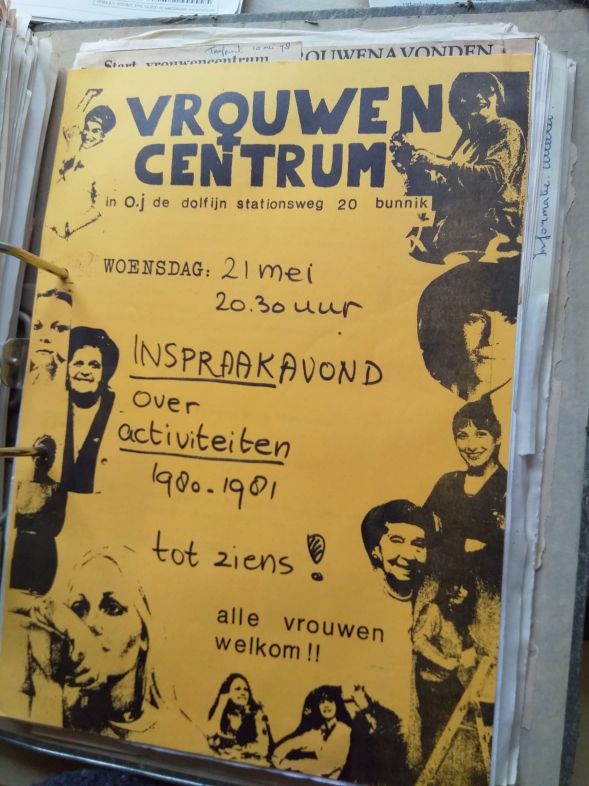 Start vrouwencentrum
VROUWENAVONDEN
VROUWEN
CENTRUM
in O.j de dolfijn stationsweg 20 bunnik
WOENSDAG: 21 mei
20.30 uur
INSPRAAKAVOND
over
activiteiten
1980-1981
tot ziens!
alle vrouwen
welkom!!